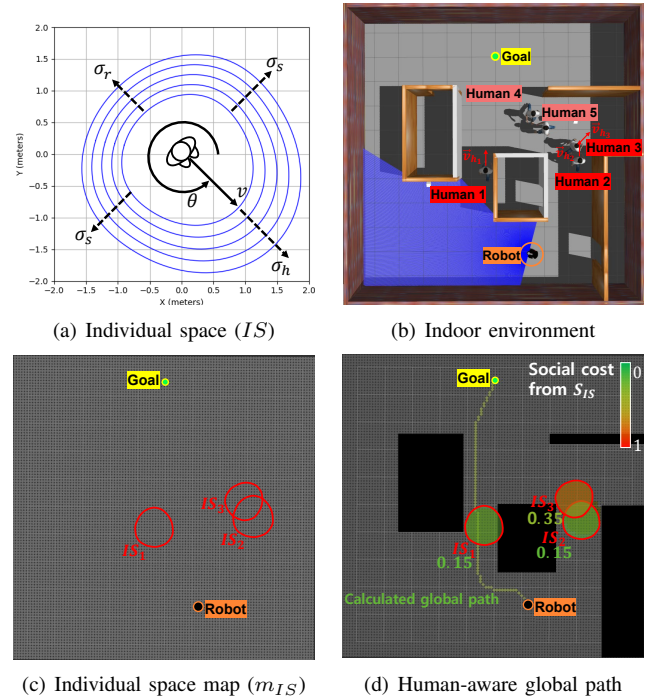 2.0
1.5
1.0
0.5
0.0
−0.5
−1.0
−1.5
−2.0
Y (meters)
−2.0 −1.5 −1.0 −0.5 0.0 0.5 1.0 1.5 2.0
X (meters)
σr
σs
θ
v
σs
σh
(a) Individual space (IS)
Goal
Human 4
Human 5
Human 3
Human 2
Human 1
Robot
(b) Indoor environment
Goal
IS3
IS2
IS1
Robot
(c) Individual space map (mIS)
Social cost
from SIS
0
1
Goal
IS3
0.35
IS1
0.15
0.15
Calculated global path
Robot
(d) Human-aware global path